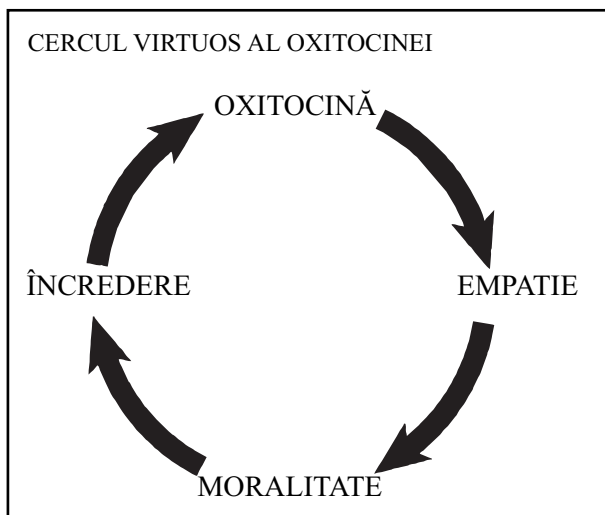 CERCUL VIRTUOS AL OXITOCINEI
OXITOCINĂ
ÎNCREDERE
EMPATIE
MORALITATE